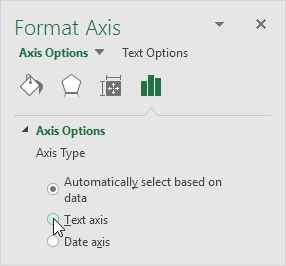 Format Axis
Axis Options Text Options
Axis Options
Axis Type
Automatically select based on
data
Text axis
Date axis